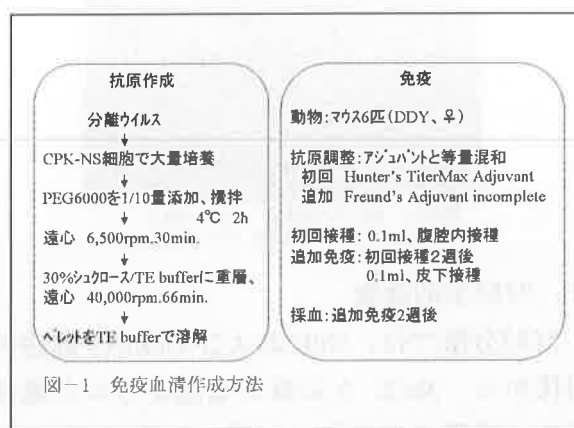 抗原作成
分離ウイルス
↓
CPK-NS細胞で大量培養
↓
PEG6000を1/10量添加、攪拌
↓ 4℃ 2h
遠心 6,500rpm.30min.
↓
30%シュクロース/TE bufferに重層、
遠心 40,000rpm.66min.
↓
ペレットをTE bufferで溶解
免疫
動物:マウス6匹(DDY、♀)
抗原調整:アジュバントと等量混和
初回 Hunter's TiterMax Adjuvant
追加 Freund's Adjuvant incomplete
初回接種:0.1ml、腹腔内接種
追加免疫:初回接種2週後
0.1ml、皮下接種
採血:追加免疫2週後
図-1 免疫血清作成方法